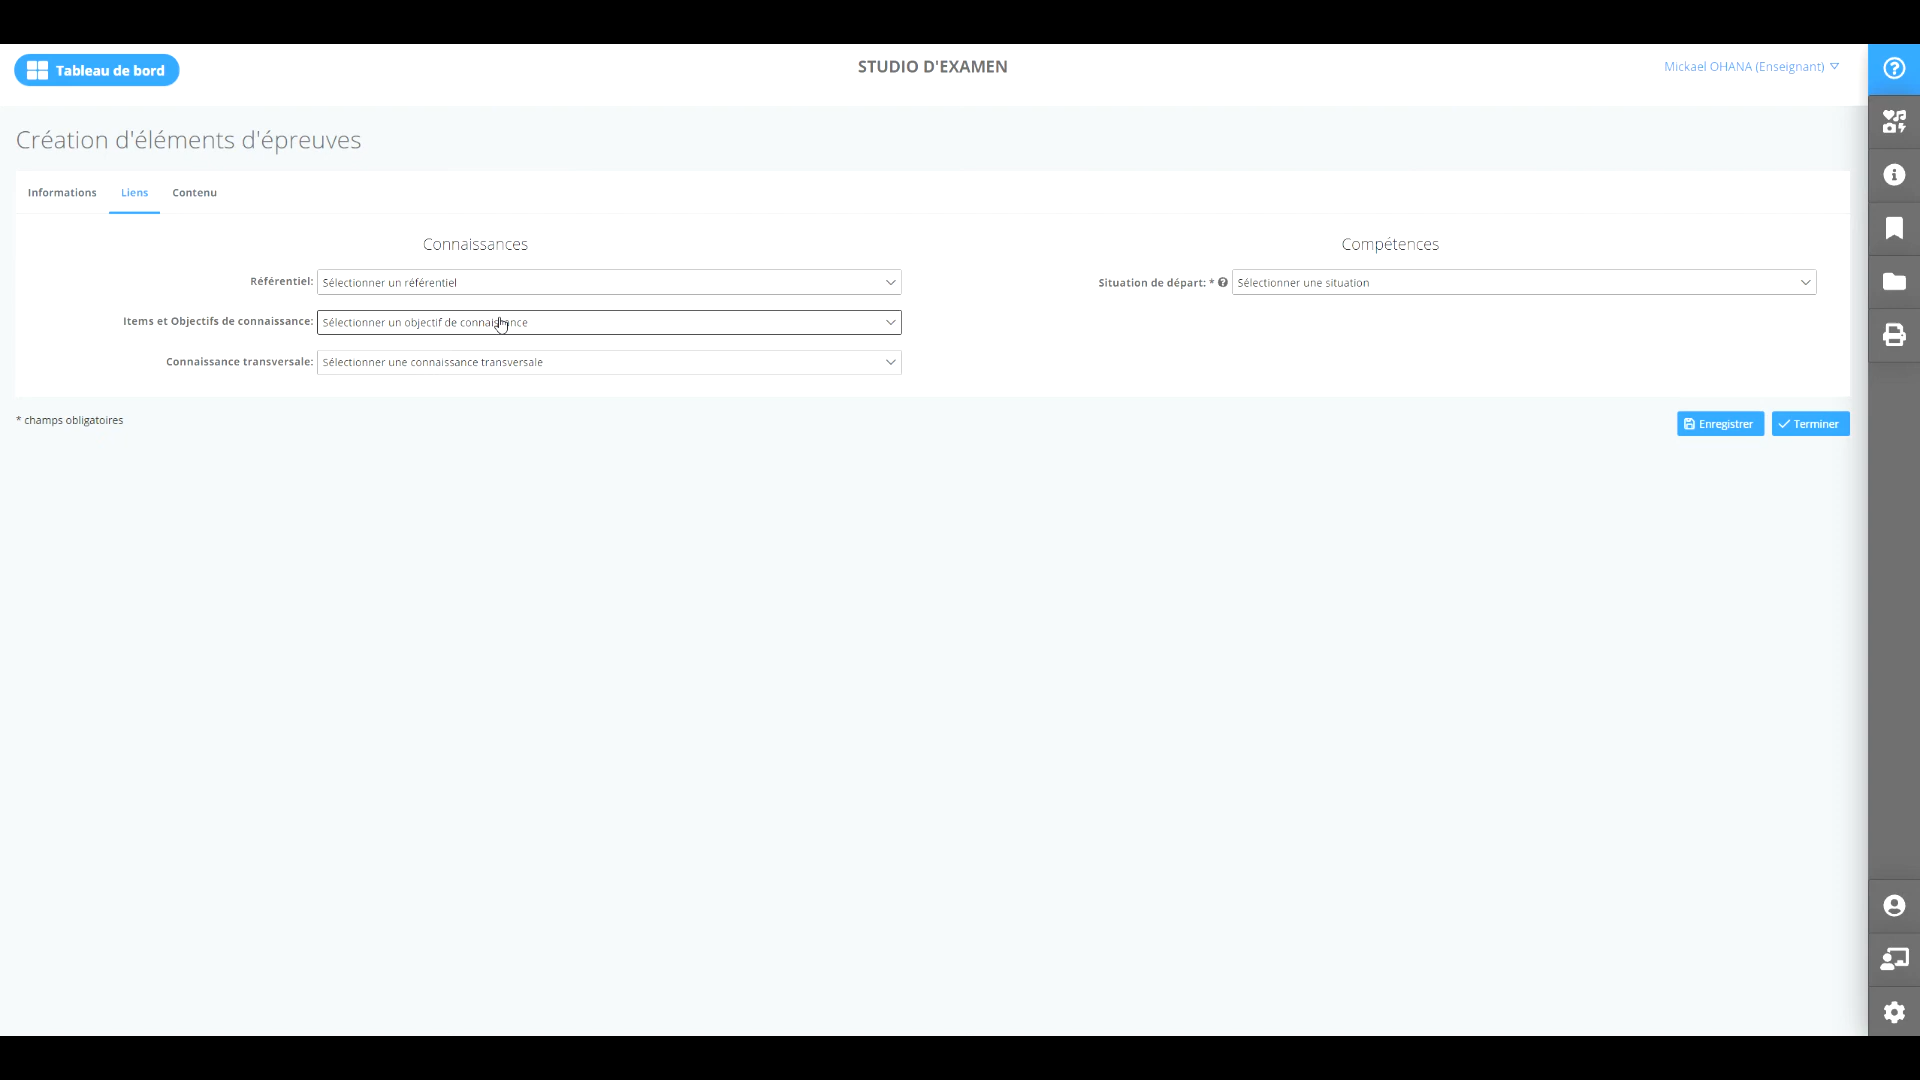 Tableau de bord
STUDIO D'EXAMEN
Mickael OHANA (Enseignant)
Création d'éléments d'épreuves
Informations
Liens
Contenu
Connaissances
Compétences
Référentiel: Sélectionner un référentiel
Situation de départ: * Sélectionner une situation
Items et Objectifs de connaissance: Sélectionner un objectif de connaissance
Connaissance transversale: Sélectionner une connaissance transversale
* champs obligatoires
Enregistrer
Terminer